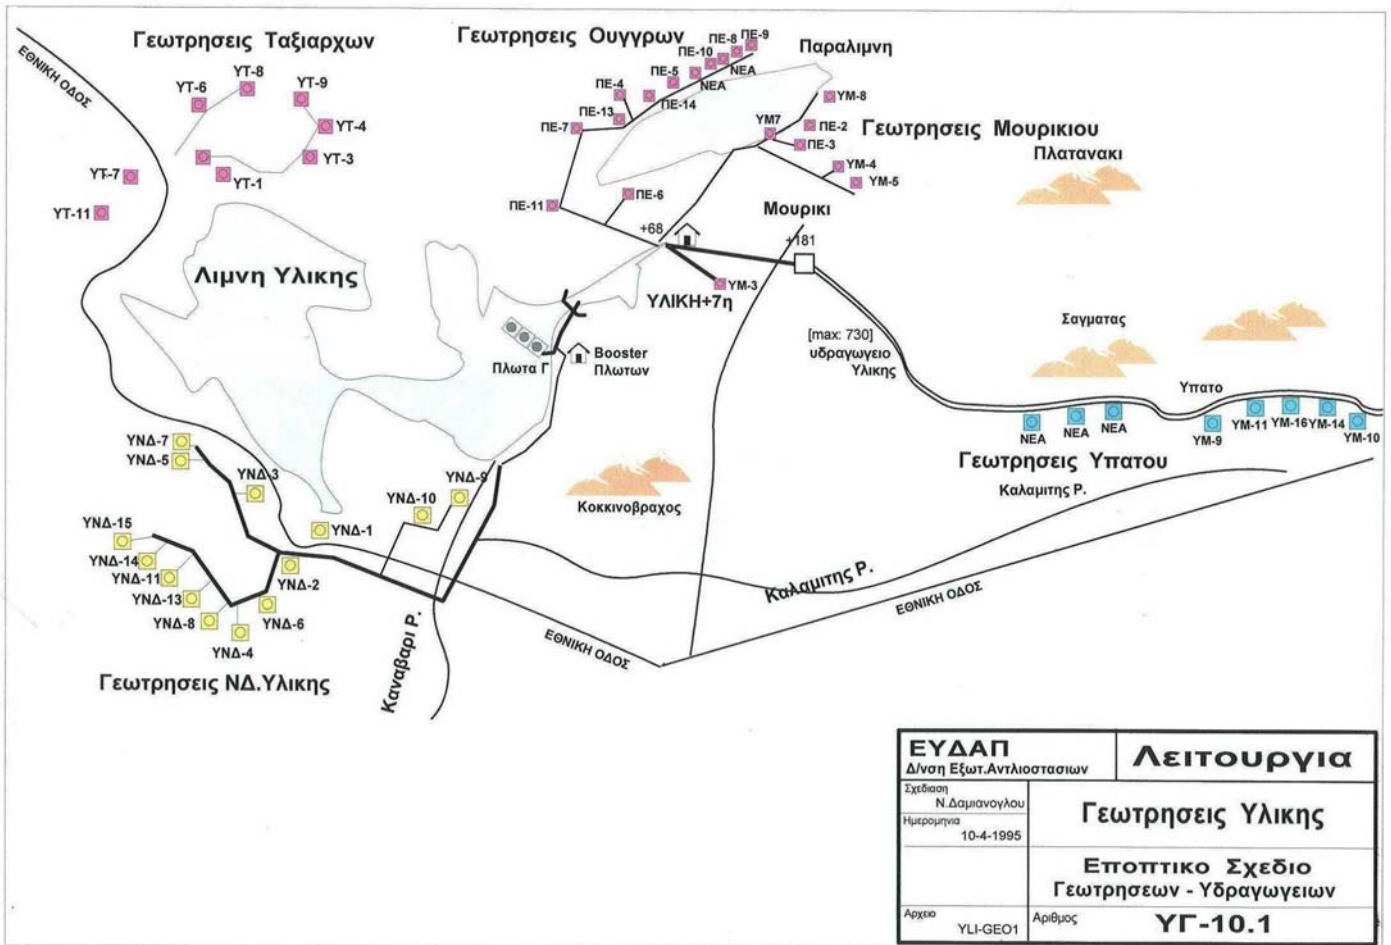 ΕΘΝΙΚΗ ΟΔΟΣ
Γεωτρησεις Ταξιαρχων
ΥΤ-8
ΥΤ-6
ΥΤ-9
ΥΤ-4
ΥΤ-3
ΥΤ-1
ΥΤ-7
ΥΤ-11
Γεωτρησεις Ουγγρων
ΠΕ-9
ΠΕ-8
ΠΕ-10
ΝΕΑ
ΠΕ-5
ΝΕΑ
ΠΕ-4
ΠΕ-14
ΠΕ-13
ΠΕ-7
ΠΕ-6
ΠΕ-11
Παραλιμνη
ΥΜ-8
ΥΜ7
ΠΕ-2
ΠΕ-3
Γεωτρησεις Μουρικιου
ΥΜ-4
ΥΜ-5
Πλατανακι
Μουρικι
+68
+181
ΥΜ-3
ΥΛΙΚΗ+7η
Λιμνη Υλικης
Πλωτα Γ
Booster
Πλωτων
[max: 730]
υδραγωγειο
Υλικης
Σαγματας
Υπατο
ΝΕΑ
ΝΕΑ
ΝΕΑ
ΥΜ-9
ΥΜ-11
ΥΜ-16
ΥΜ-14
ΥΜ-10
Γεωτρησεις Υπατου
Καλαμιτης Ρ.
ΥΝΔ-7
ΥΝΔ-5
ΥΝΔ-3
ΥΝΔ-9
ΥΝΔ-10
ΥΝΔ-1
ΥΝΔ-15
ΥΝΔ-14
ΥΝΔ-11
ΥΝΔ-13
ΥΝΔ-8
ΥΝΔ-4
ΥΝΔ-6
ΥΝΔ-2
Κοκκινοβραχος
Καλαμιτης Ρ.
ΕΘΝΙΚΗ ΟΔΟΣ
ΕΘΝΙΚΗ ΟΔΟΣ
Καναβαρι Ρ.
Γεωτρησεις ΝΔ.Υλικης
ΕΥΔΑΠ
Δ/νση Εξωτ.Αντλιοστασιων
Λειτουργια
Σχεδιαση
Ν.Δαμιανογλου
Ημερομηνια
10-4-1995
Γεωτρησεις Υλικης
Εποπτικο Σχεδιο
Γεωτρησεων - Υδραγωγειων
Αρχειο
YLI-GEO1
Αριθμος
ΥΓ-10.1